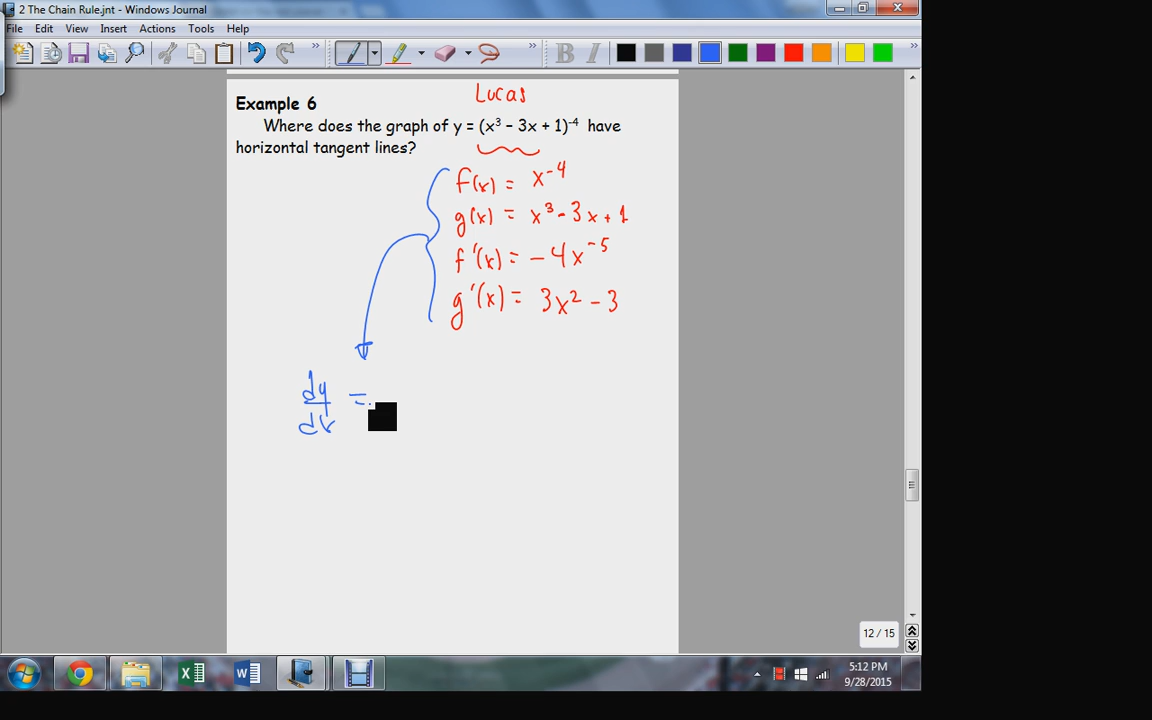 2 The Chain Rule.jnt - Windows Journal
File Edit View Insert Actions Tools Help
B I
Lucas
Example 6
Where does the graph of y = (x³ – 3x + 1)⁻⁴ have
horizontal tangent lines?
f(x) = x⁻⁴
g(x) = x³ - 3x + 1
f'(x) = -4x⁻⁵
g'(x) = 3x² - 3
dy/dx =
12 / 15
5:12 PM
9/28/2015